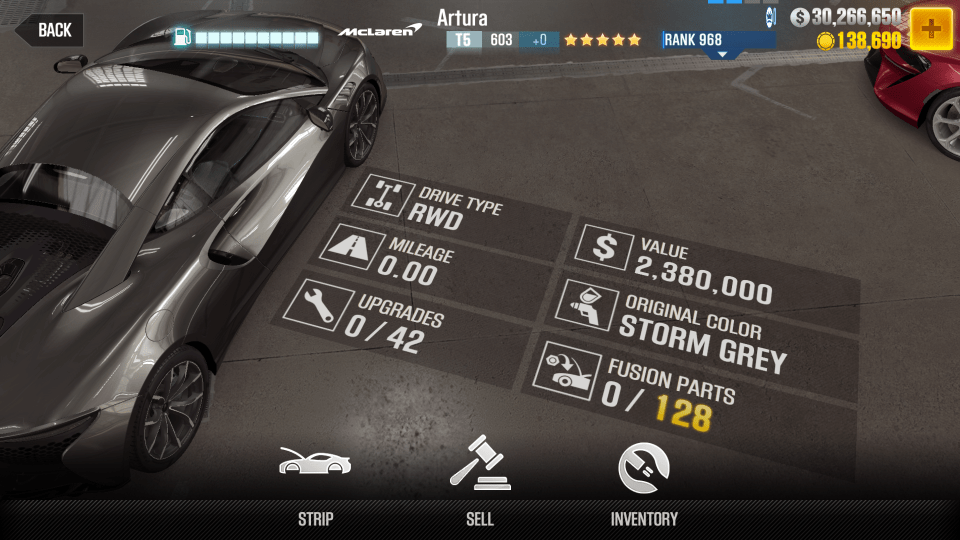 BACK
McLaren
Artura
T5 603 +0
RANK 968
30,266,650
138,690
DRIVE TYPE
RWD
MILEAGE
0.00
UPGRADES
0/42
VALUE
2,380,000
ORIGINAL COLOR
STORM GREY
FUSION PARTS
0/128
STRIP
SELL
INVENTORY